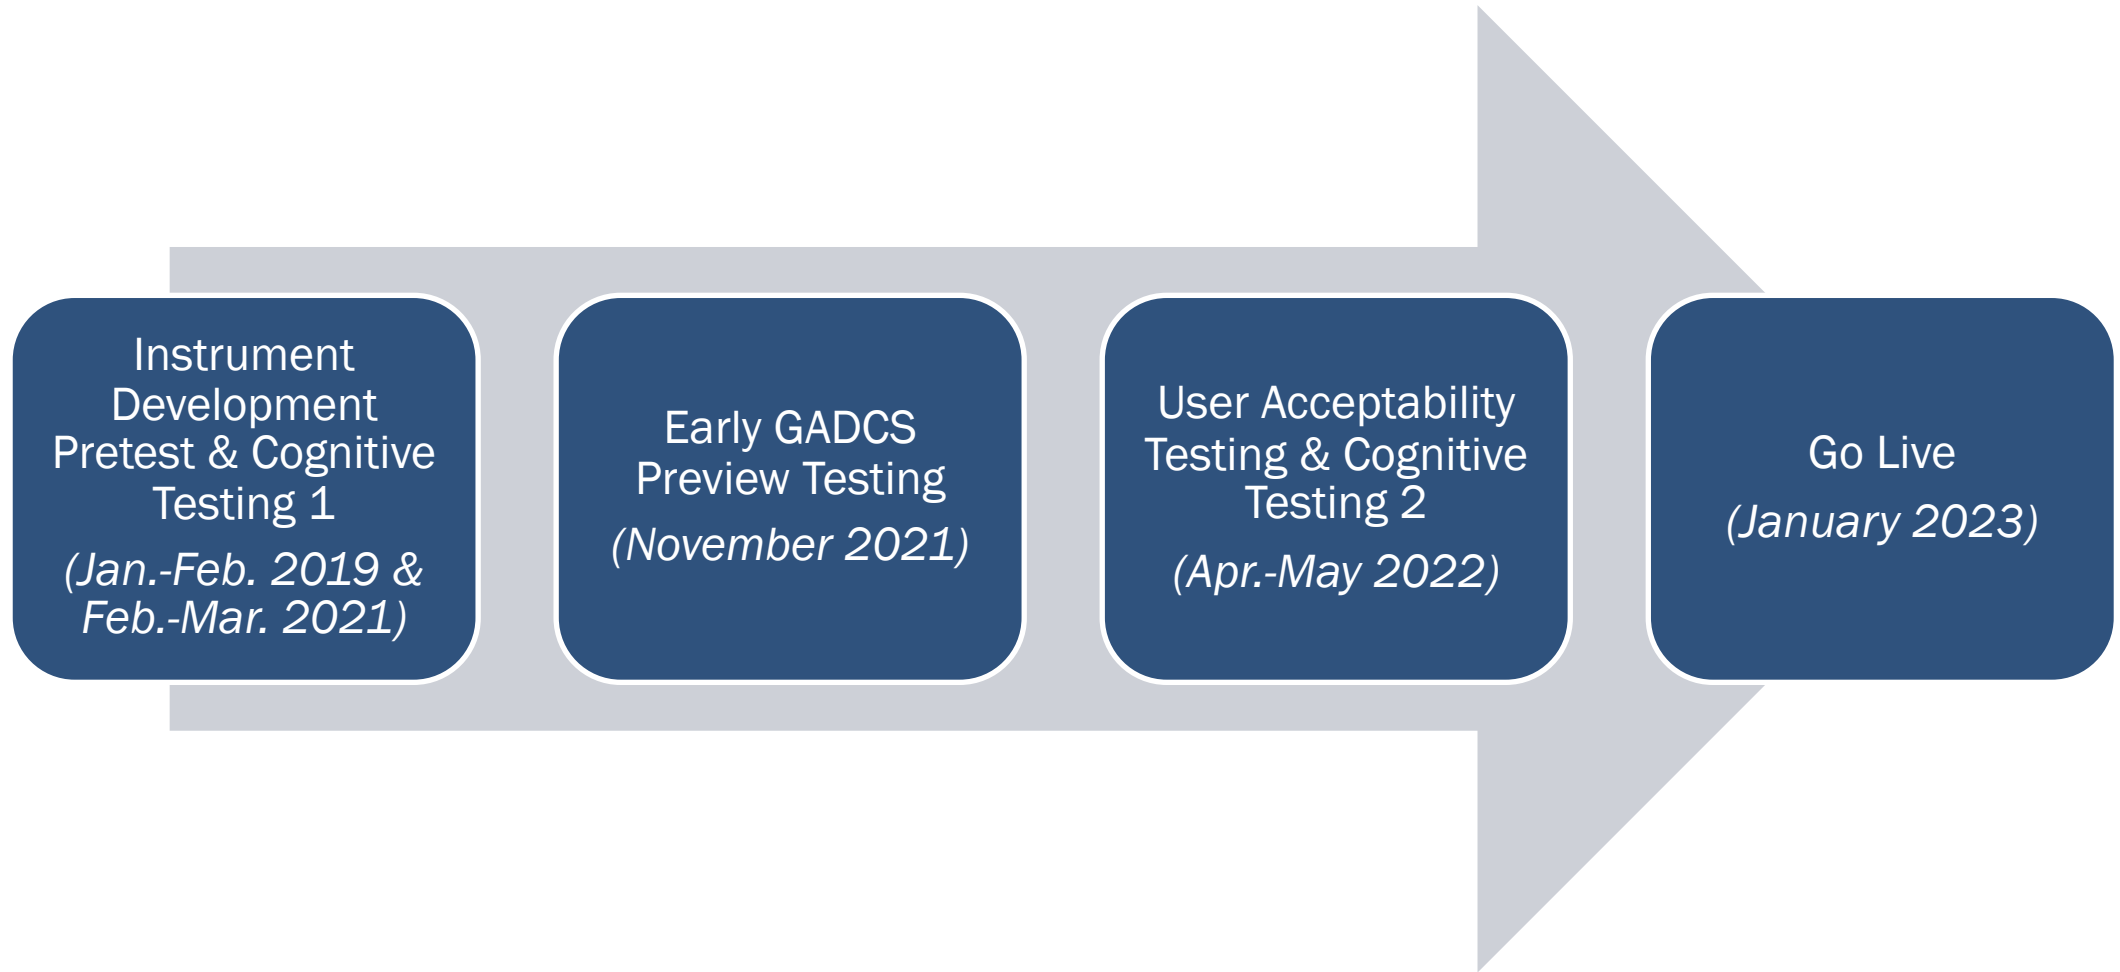 Instrument
Development
Pretest & Cognitive
Testing 1
(Jan.-Feb. 2019 &
Feb.-Mar. 2021)
Early GADCS
Preview Testing
(November 2021)
User Acceptability
Testing & Cognitive
Testing 2
(Apr.-May 2022)
Go Live
(January 2023)